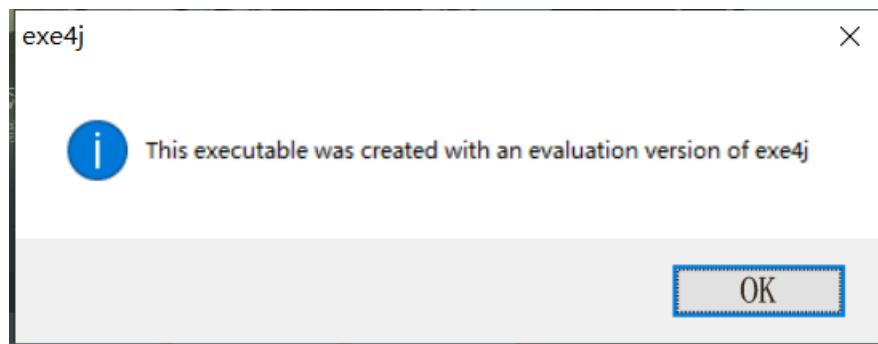 exe4j
This executable was created with an evaluation version of exe4j
OK